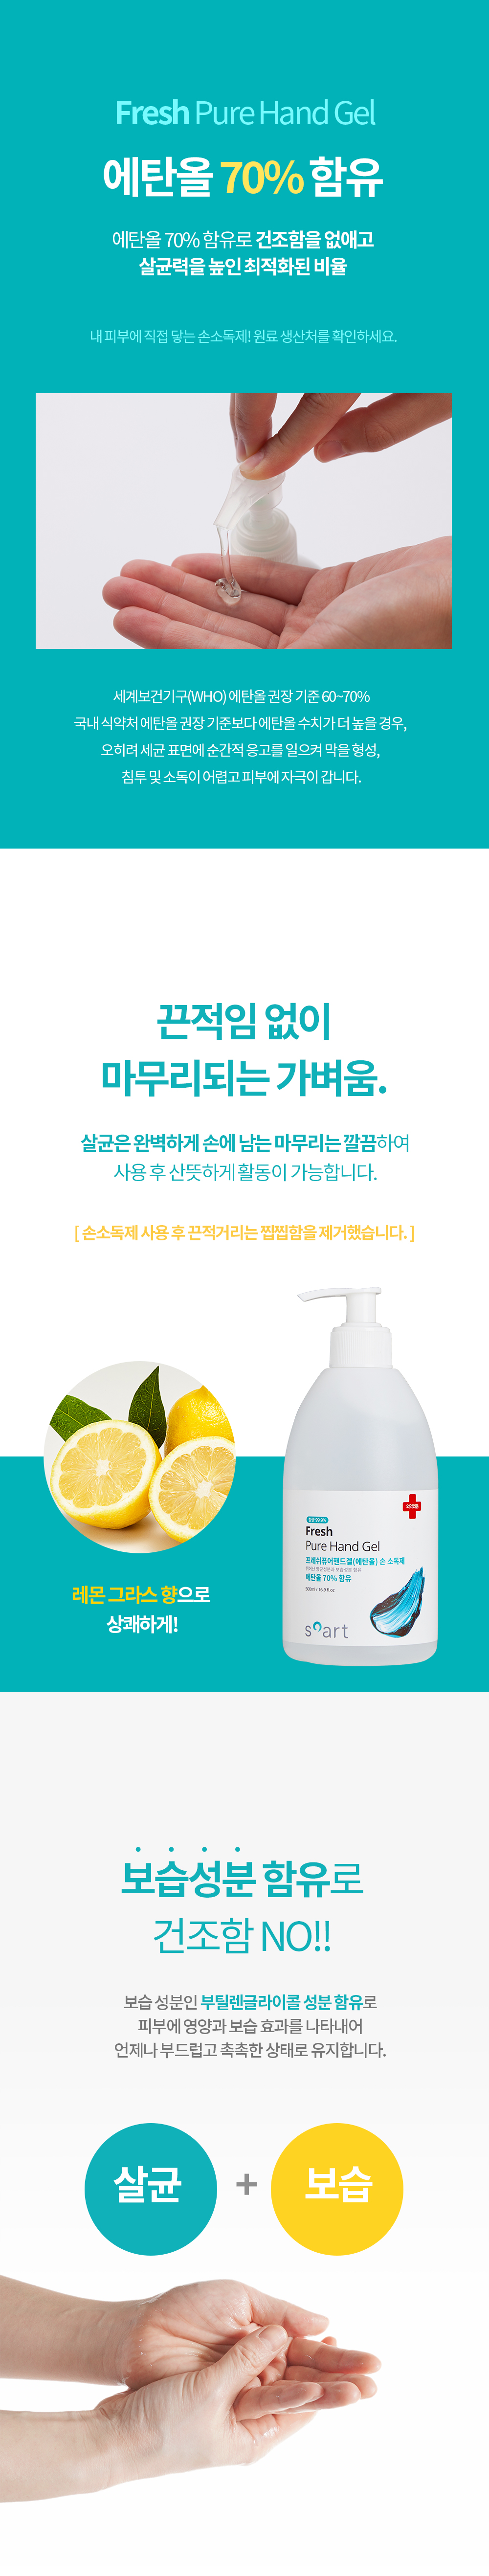 Fresh Pure Hand Gel
에탄올 70% 함유
에탄올 70% 함유로 건조함을 없애고
살균력을 높인 최적화된 비율
내 피부에 직접 닿는 손소독제! 원료 생산처를 확인하세요.
세계보건기구(WHO) 에탄올 권장 기준 60~70%
국내 식약처 에탄올 권장 기준보다 에탄올 수치가 더 높을 경우,
오히려 세균 표면에 순간적 응고를 일으켜 막을 형성,
침투 및 소독이 어렵고 피부에 자극이 갑니다.
끈적임 없이
마무리되는 가벼움.
살균은 완벽하게 손에 남는 마무리는 깔끔하여
사용 후 산뜻하게 활동이 가능합니다.
[ 손소독제 사용 후 끈적거리는 찝찝함을 제거했습니다. ]
의약외품
Fresh
Pure Hand Gel
프레쉬퓨어핸드겔(에탄올) 손 소독제
에탄올 70% 함유
500ml / 16.9 fl.oz
s art
레몬 그라스 향으로
상쾌하게!
보습성분 함유로
건조함 NO!!
보습 성분인 부틸렌글라이콜 성분 함유로
피부에 영양과 보습 효과를 나타내어
언제나 부드럽고 촉촉한 상태로 유지합니다.
살균 + 보습